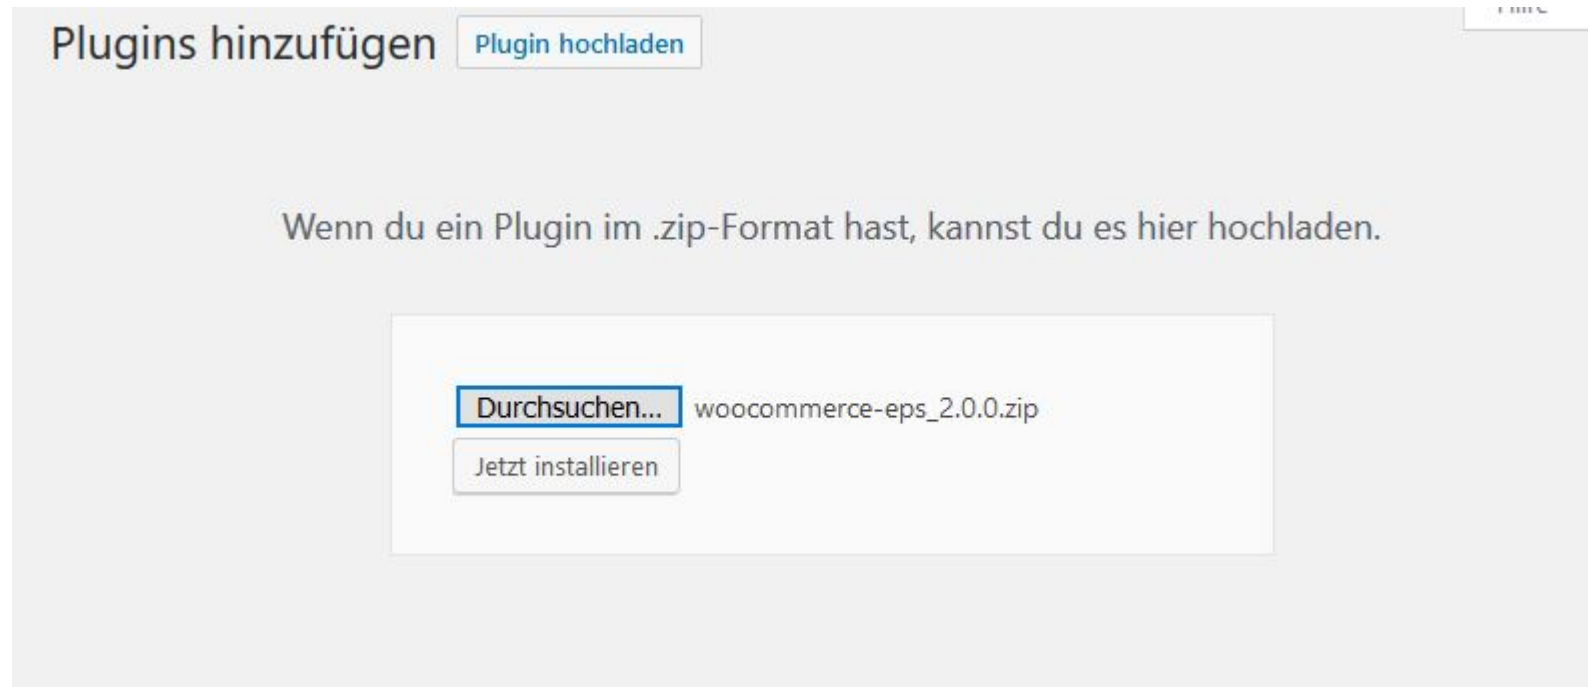 Plugins hinzufügen Plugin hochladen
Wenn du ein Plugin im .zip-Format hast, kannst du es hier hochladen.
Durchsuchen... woocommerce-eps_2.0.0.zip
Jetzt installieren